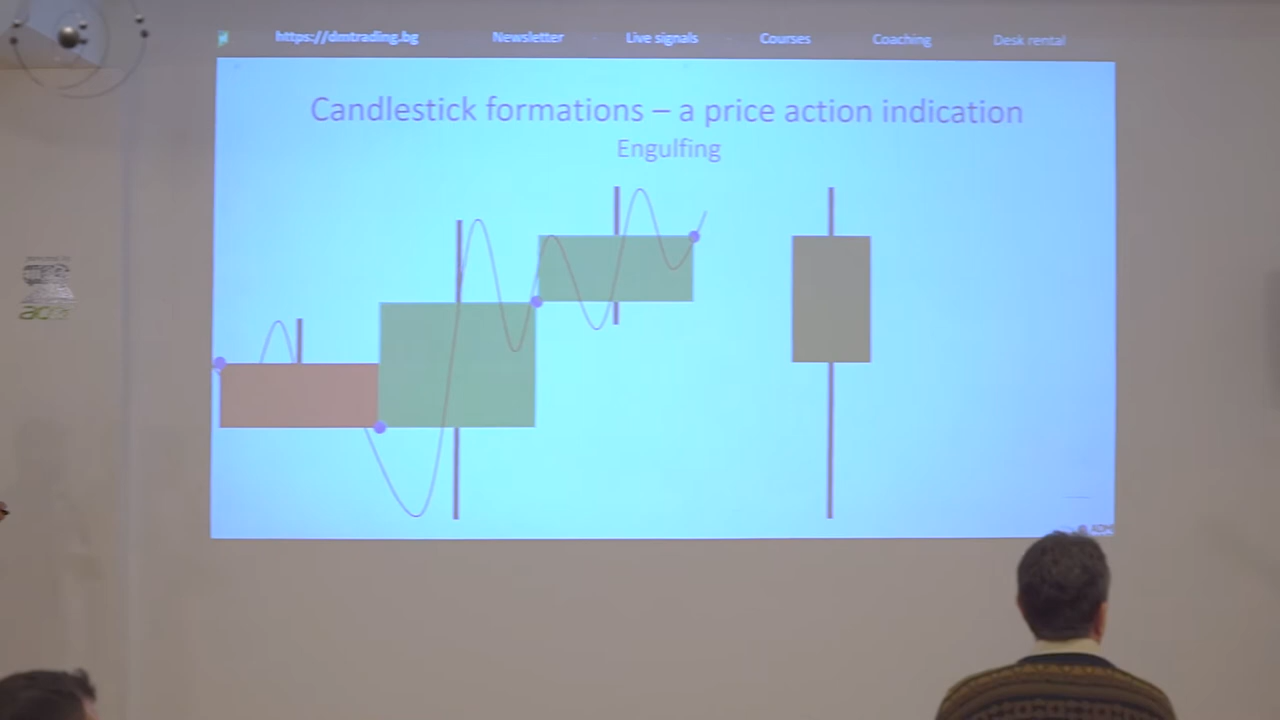 https://dmtrading.bg Newsletter Live signals Courses Coaching Desk rental
Candlestick formations – a price action indication
Engulfing